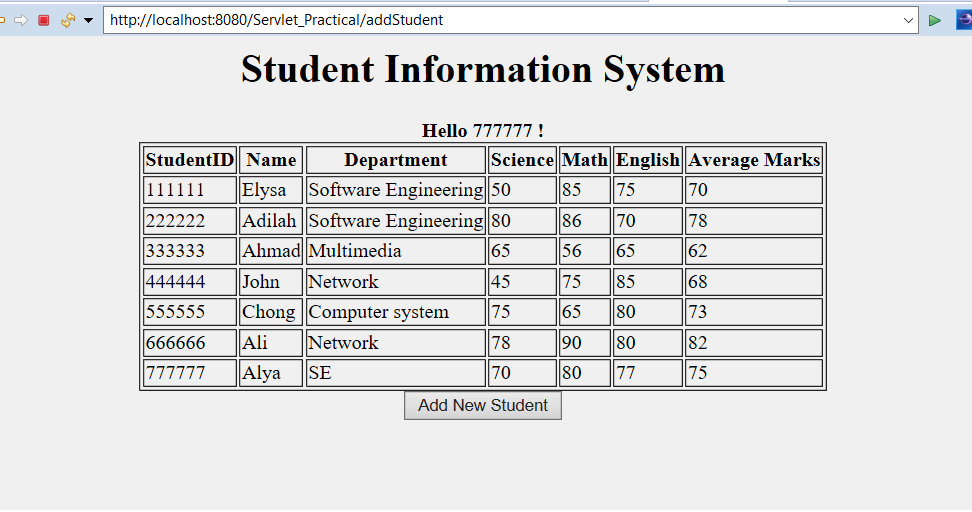 http://localhost:8080/Servlet_Practical/addStudent
Student Information System
Hello 777777 !
StudentID Name Department Science Math English Average Marks
111111 Elysa Software Engineering 50 85 75 70
222222 Adilah Software Engineering 80 86 70 78
333333 Ahmad Multimedia 65 56 65 62
444444 John Network 45 75 85 68
555555 Chong Computer system 75 65 80 73
666666 Ali Network 78 90 80 82
777777 Alya SE 70 80 77 75
Add New Student